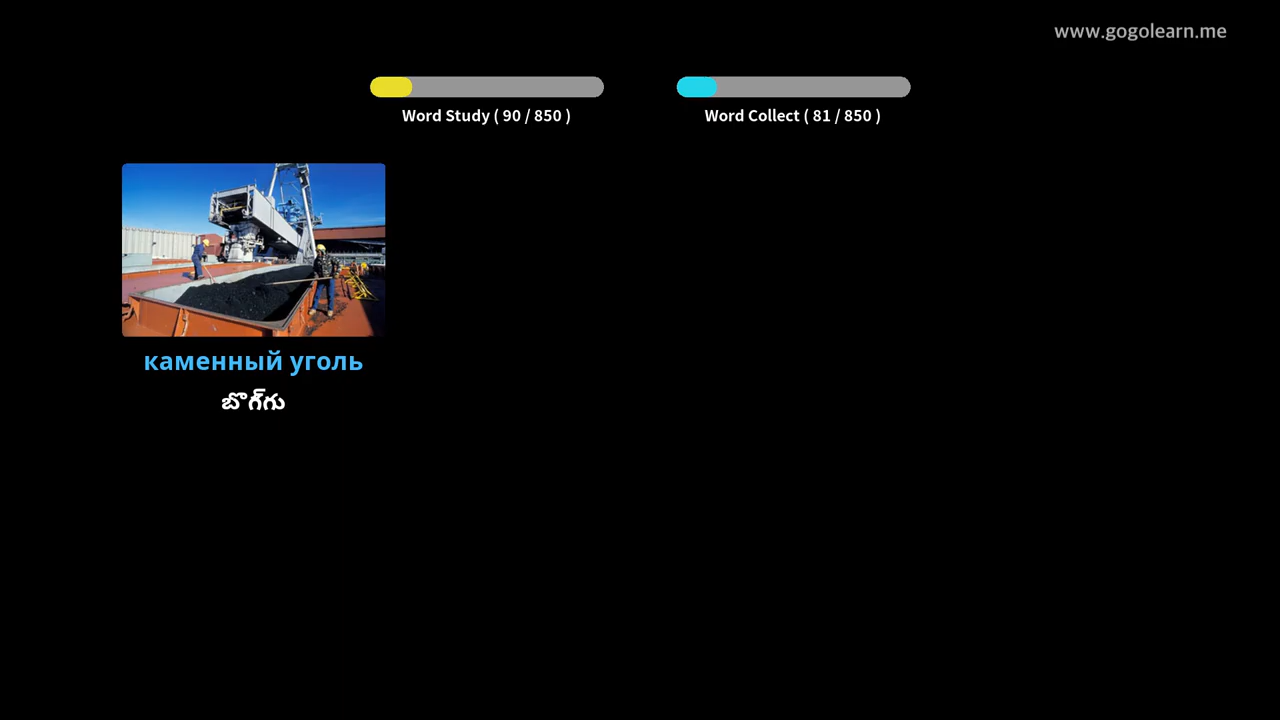 www.gogolearn.me
Word Study ( 90 / 850 )
Word Collect ( 81 / 850 )
каменный уголь
బొగ్‌గు